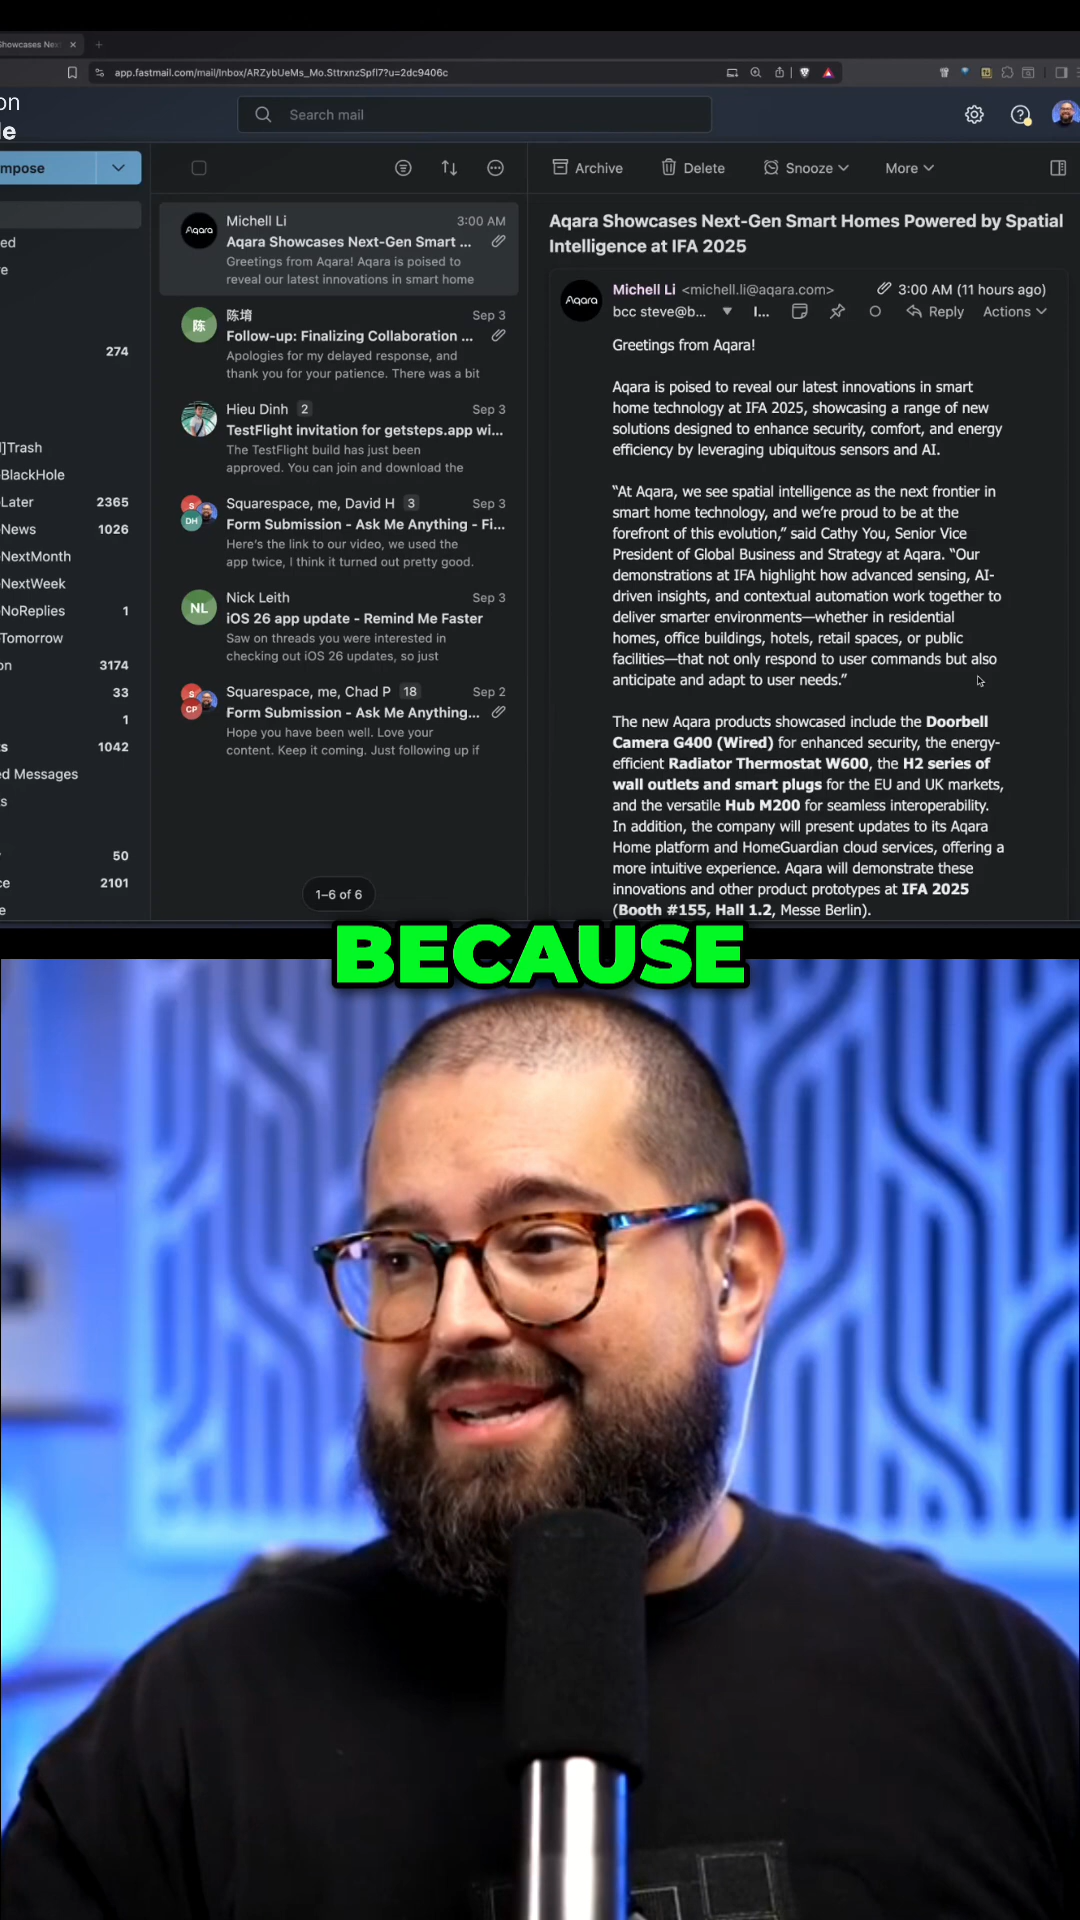 Showcases Nex
app.fastmail.com/mail/Inbox/ARZybUeMs_Mo.SttrxnzSpfl7?u=2dc9406c
on
le
Search mail
mpose
Archive
Delete
Snooze
More
ed
e
274
]Trash
BlackHole
Later 2365
News 1026
NextMonth
NextWeek
NoReplies 1
Tomorrow
on 3174
33
1
s 1042
ed Messages
s
50
ce 2101
e
Aqara
Michell Li 3:00 AM
Aqara Showcases Next-Gen Smart ...
Greetings from Aqara! Aqara is poised to
reveal our latest innovations in smart home
陈
陈堉 Sep 3
Follow-up: Finalizing Collaboration ...
Apologies for my delayed response, and
thank you for your patience. There was a bit
Hieu Dinh 2 Sep 3
TestFlight invitation for getsteps.app wi...
The TestFlight build has just been
approved. You can join and download the
S
DH
Squarespace, me, David H 3 Sep 3
Form Submission - Ask Me Anything - Fi...
Here's the link to our video, we used the
app twice, I think it turned out pretty good.
NL
Nick Leith Sep 3
iOS 26 app update - Remind Me Faster
Saw on threads you were interested in
checking out iOS 26 updates, so just
S
CP
Squarespace, me, Chad P 18 Sep 2
Form Submission - Ask Me Anything...
Hope you have been well. Love your
content. Keep it coming. Just following up if
1–6 of 6
Aqara Showcases Next-Gen Smart Homes Powered by Spatial
Intelligence at IFA 2025
Aqara
Michell Li <michell.li@aqara.com> 3:00 AM (11 hours ago)
bcc steve@b... I... Reply Actions
Greetings from Aqara!
Aqara is poised to reveal our latest innovations in smart
home technology at IFA 2025, showcasing a range of new
solutions designed to enhance security, comfort, and energy
efficiency by leveraging ubiquitous sensors and AI.
“At Aqara, we see spatial intelligence as the next frontier in
smart home technology, and we’re proud to be at the
forefront of this evolution,” said Cathy You, Senior Vice
President of Global Business and Strategy at Aqara. “Our
demonstrations at IFA highlight how advanced sensing, AI-
driven insights, and contextual automation work together to
deliver smarter environments—whether in residential
homes, office buildings, hotels, retail spaces, or public
facilities—that not only respond to user commands but also
anticipate and adapt to user needs.”
The new Aqara products showcased include the Doorbell
Camera G400 (Wired) for enhanced security, the energy-
efficient Radiator Thermostat W600, the H2 series of
wall outlets and smart plugs for the EU and UK markets,
and the versatile Hub M200 for seamless interoperability.
In addition, the company will present updates to its Aqara
Home platform and HomeGuardian cloud services, offering a
more intuitive experience. Aqara will demonstrate these
innovations and other product prototypes at IFA 2025
(Booth #155, Hall 1.2, Messe Berlin).
BECAUSE